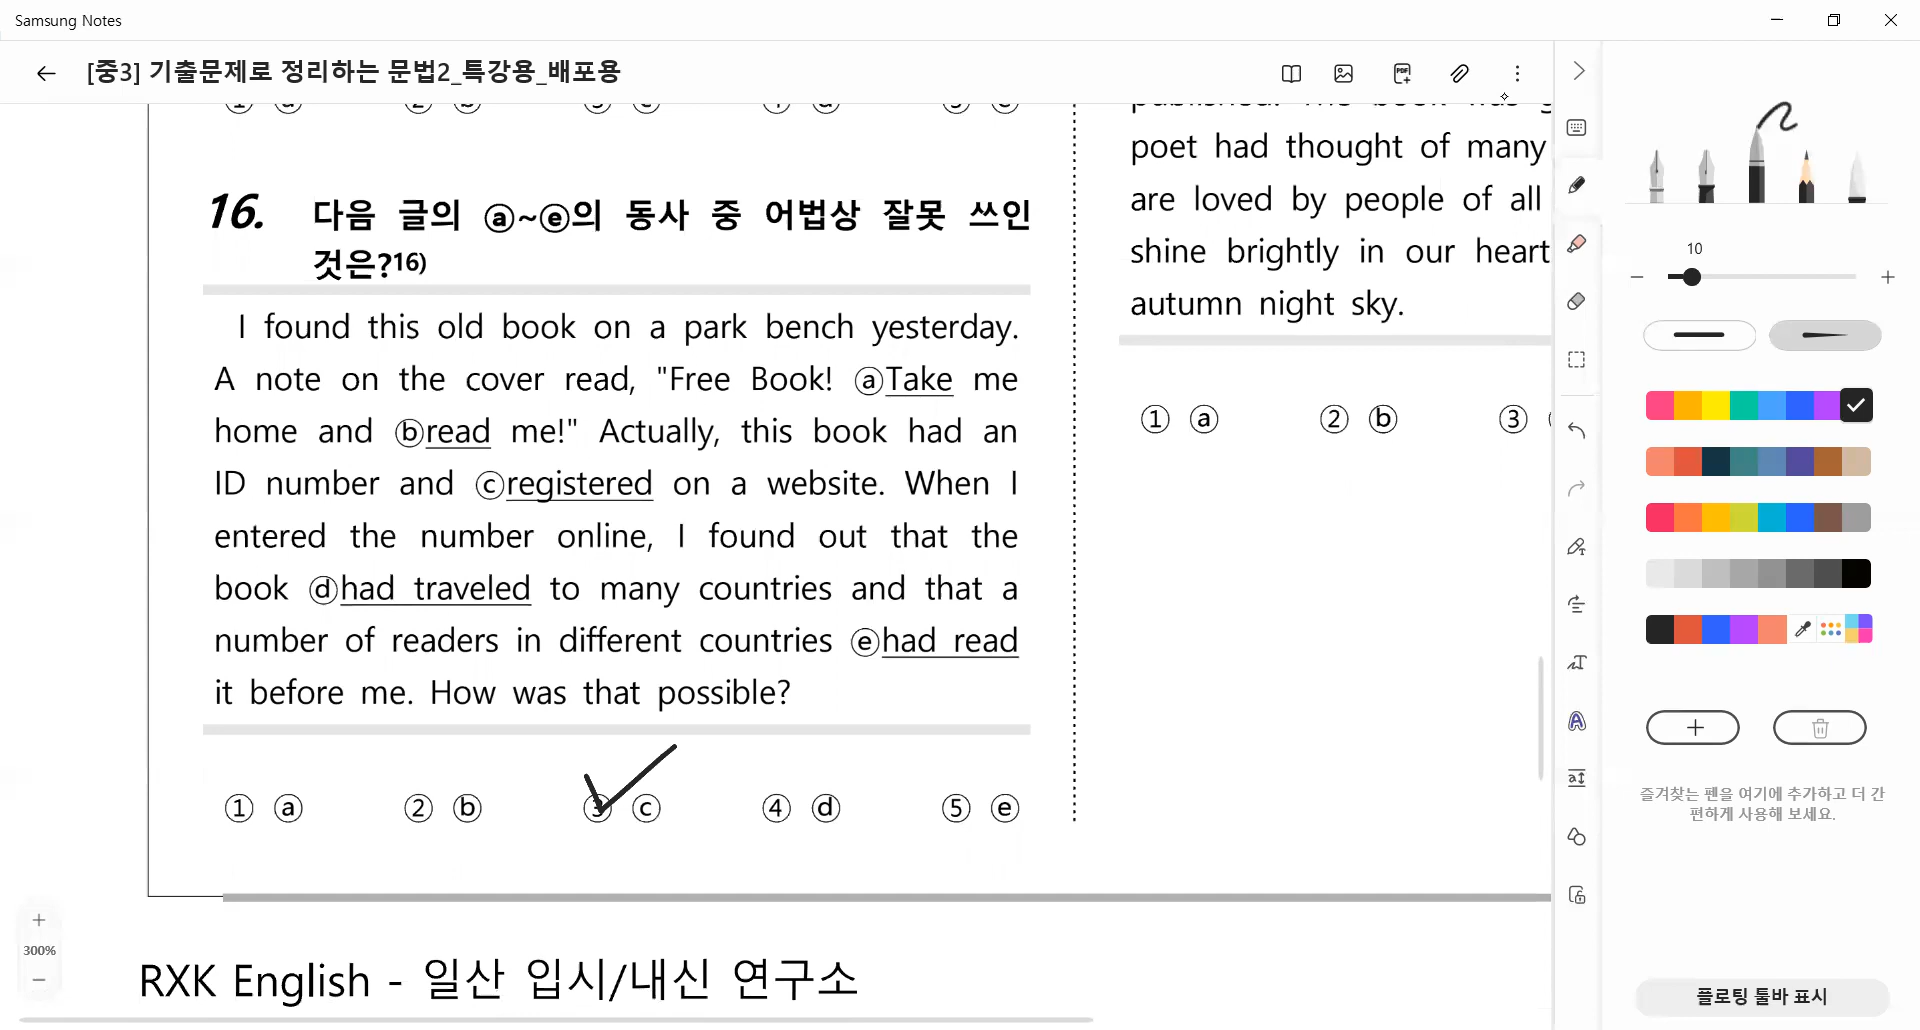 Samsung Notes
[중3] 기출문제로 정리하는 문법2_특강용_배포용
16. 다음 글의 ⓐ~ⓔ의 동사 중 어법상 잘못 쓰인
것은?16)
I found this old book on a park bench yesterday.
A note on the cover read, "Free Book! ⓐTake me
home and ⓑread me!" Actually, this book had an
ID number and ⓒregistered on a website. When I
entered the number online, I found out that the
book ⓓhad traveled to many countries and that a
number of readers in different countries ⓔhad read
it before me. How was that possible?
① ⓐ ② ⓑ ③ ⓒ ④ ⓓ ⑤ ⓔ
poet had thought of many
are loved by people of all
shine brightly in our heart
autumn night sky.
① ⓐ ② ⓑ ③
RXK English - 일산 입시/내신 연구소
300%
10
즐겨찾는 펜을 여기에 추가하고 더 간
편하게 사용해 보세요.
플로팅 툴바 표시